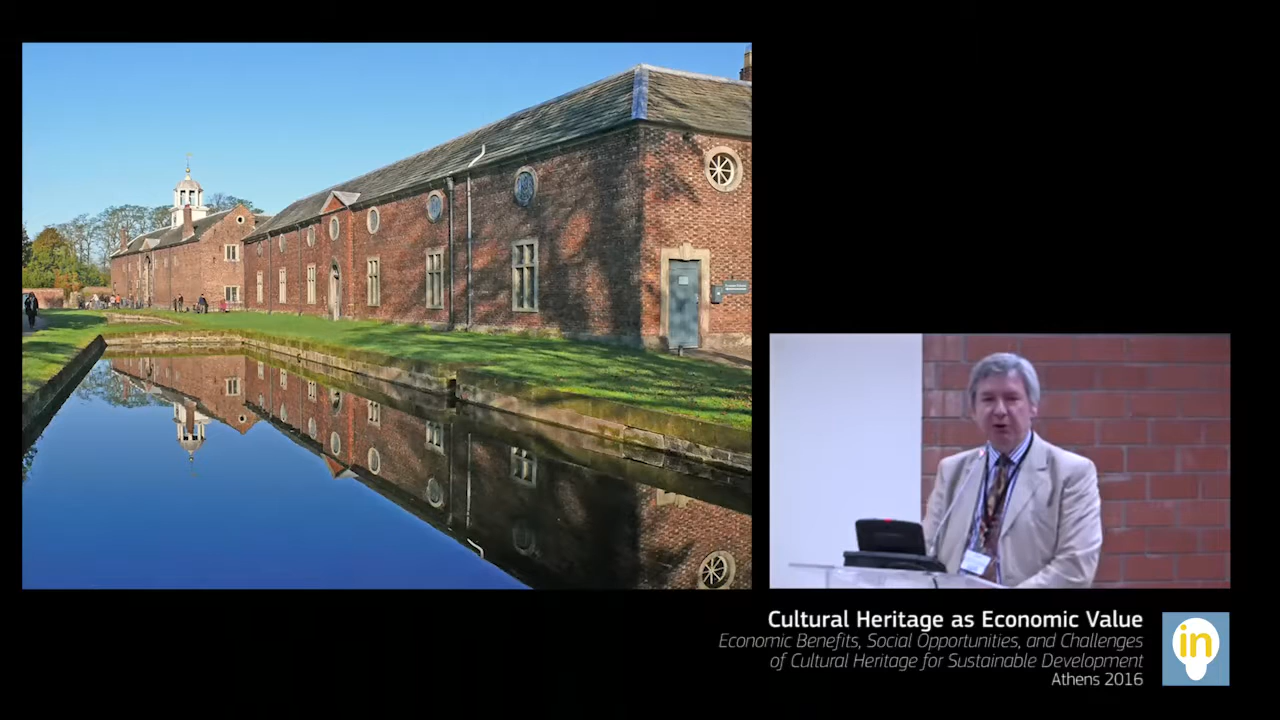 Cultural Heritage as Economic Value
Economic Benefits, Social Opportunities, and Challenges
of Cultural Heritage for Sustainable Development
Athens 2016
in